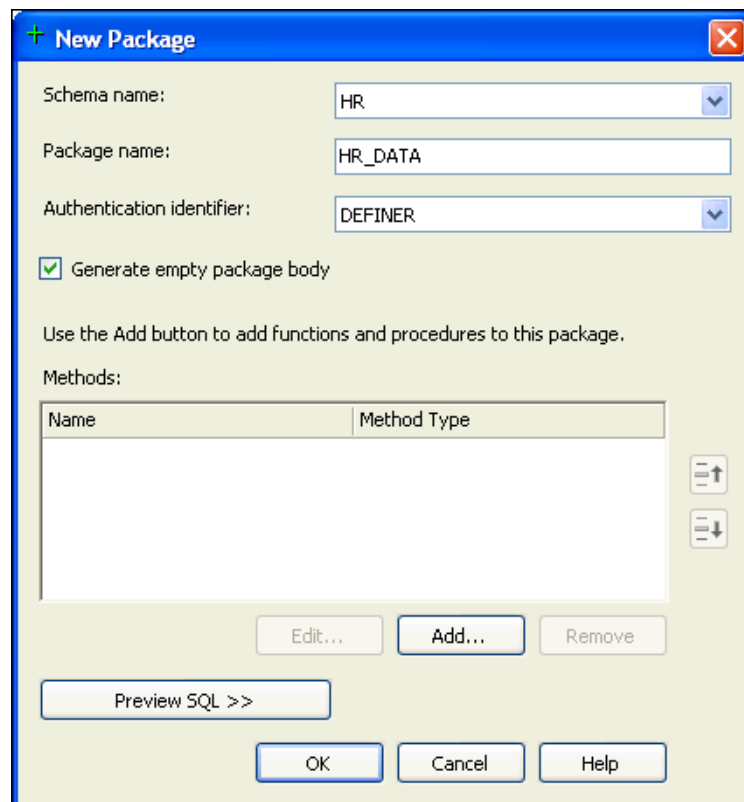 New Package
Schema name:
HR
Package name:
HR_DATA
Authentication identifier:
DEFINER
Generate empty package body
Use the Add button to add functions and procedures to this package.
Methods:
Name Method Type
Edit... Add... Remove
Preview SQL >>
OK Cancel Help